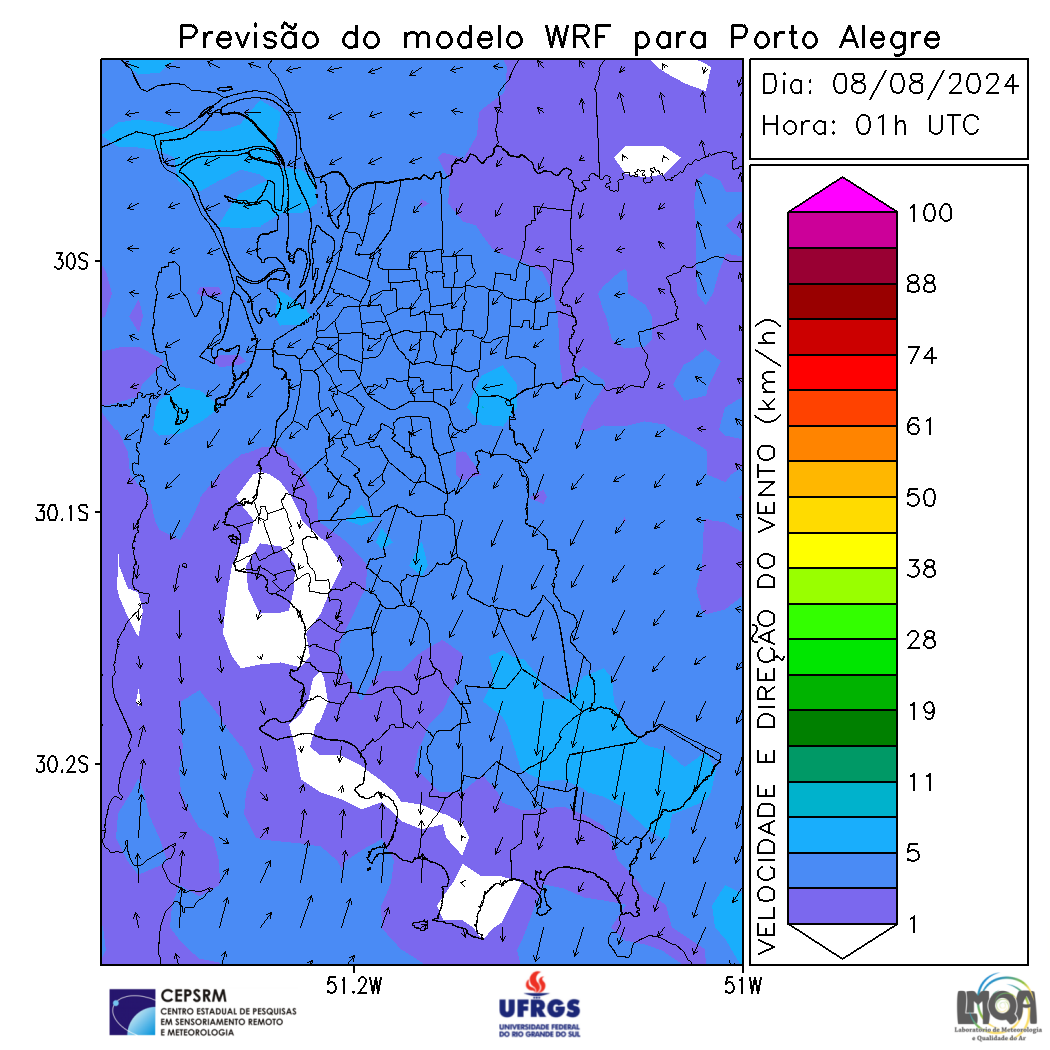 Previsão do modelo WRF para Porto Alegre
Dia: 08/08/2024
Hora: 01h UTC
30S
30.1S
30.2S
51.2W
51W
VELOCIDADE E DIREÇÃO DO VENTO (km/h)
100
88
74
61
50
38
28
19
11
5
1
CEPSRM
CENTRO ESTADUAL DE PESQUISAS
EM SENSORIAMENTO REMOTO
E METEOROLOGIA
UFRGS
UNIVERSIDADE FEDERAL
DO RIO GRANDE DO SUL
LMQA
Laboratório de Meteorologia
e Qualidade do Ar